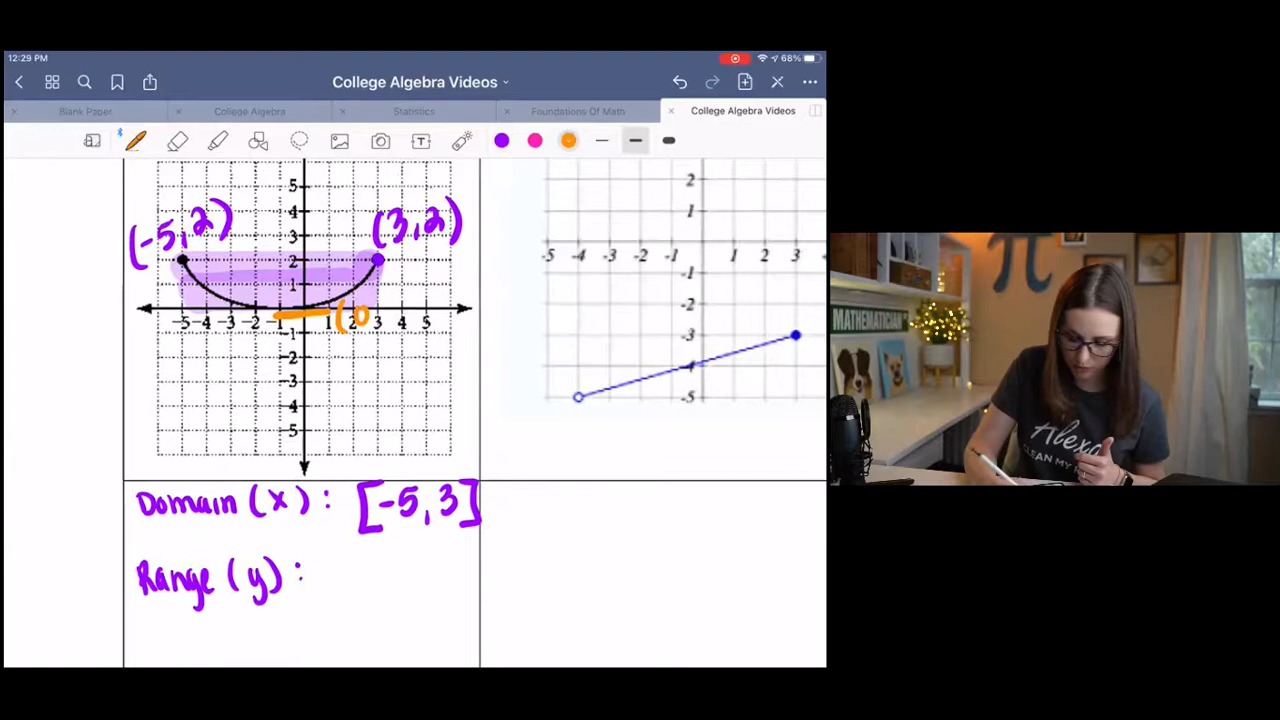 12:29 PM
68%
College Algebra Videos
Blank Paper
College Algebra
Statistics
Foundations Of Math
College Algebra Videos
(-5,2)
(3,2)
5
4
3
2
1
-5 -4 -3 -2 -1 1 2 3 4 5
(0
-1
-2
-3
-4
-5
2
1
-5 -4 -3 -2 -1 1 2 3
-1
-2
-3
-4
-5
Domain (x): [-5, 3]
Range (y):
MATHEMATICIAN
π
Alexa
CLEAN MY